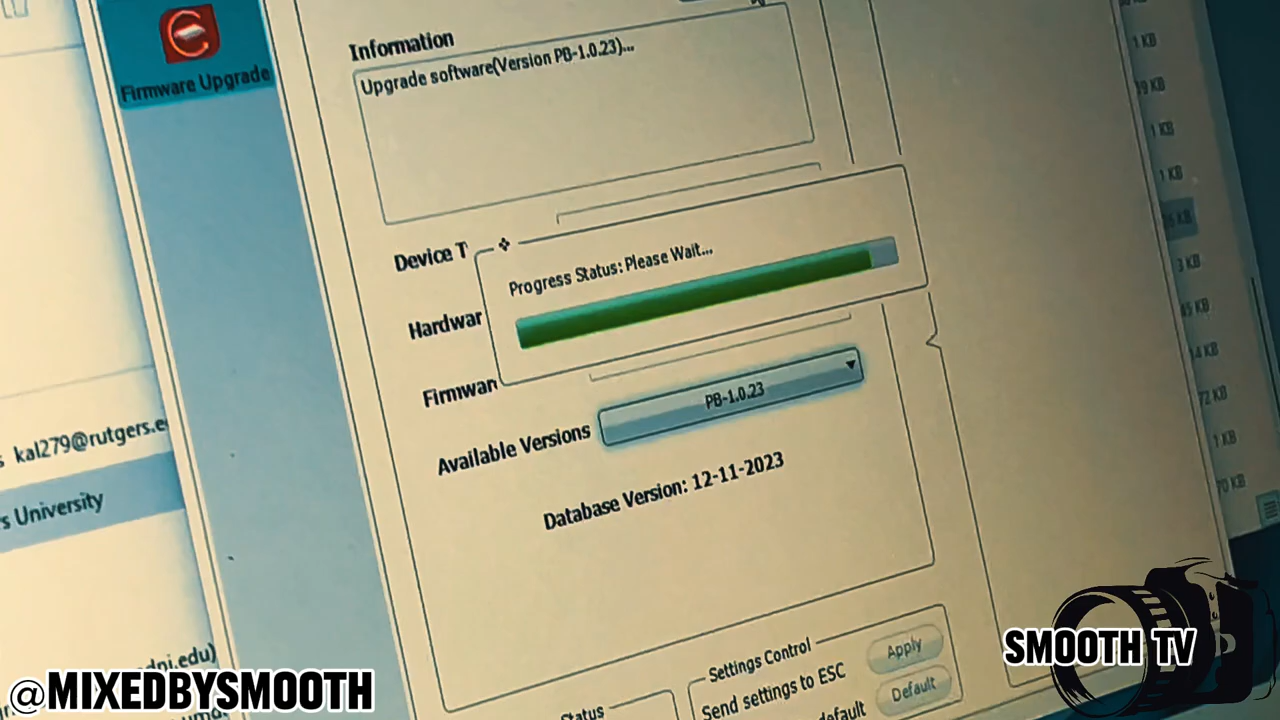 Firmware Upgrade
Information
Upgrade software(Version PB-1.0.23)...
Device T
Progress Status: Please Wait...
Hardwar
Firmwar
Available Versions
PB-1.0.23
Database Version: 12-11-2023
kal279@rutgers.e
s University
Settings Control
Send settings to ESC
Apply
Default
default
Status
1 KB
1 KB
1 KB
3 KB
@MIXEDBYSMOOTH
SMOOTH TV